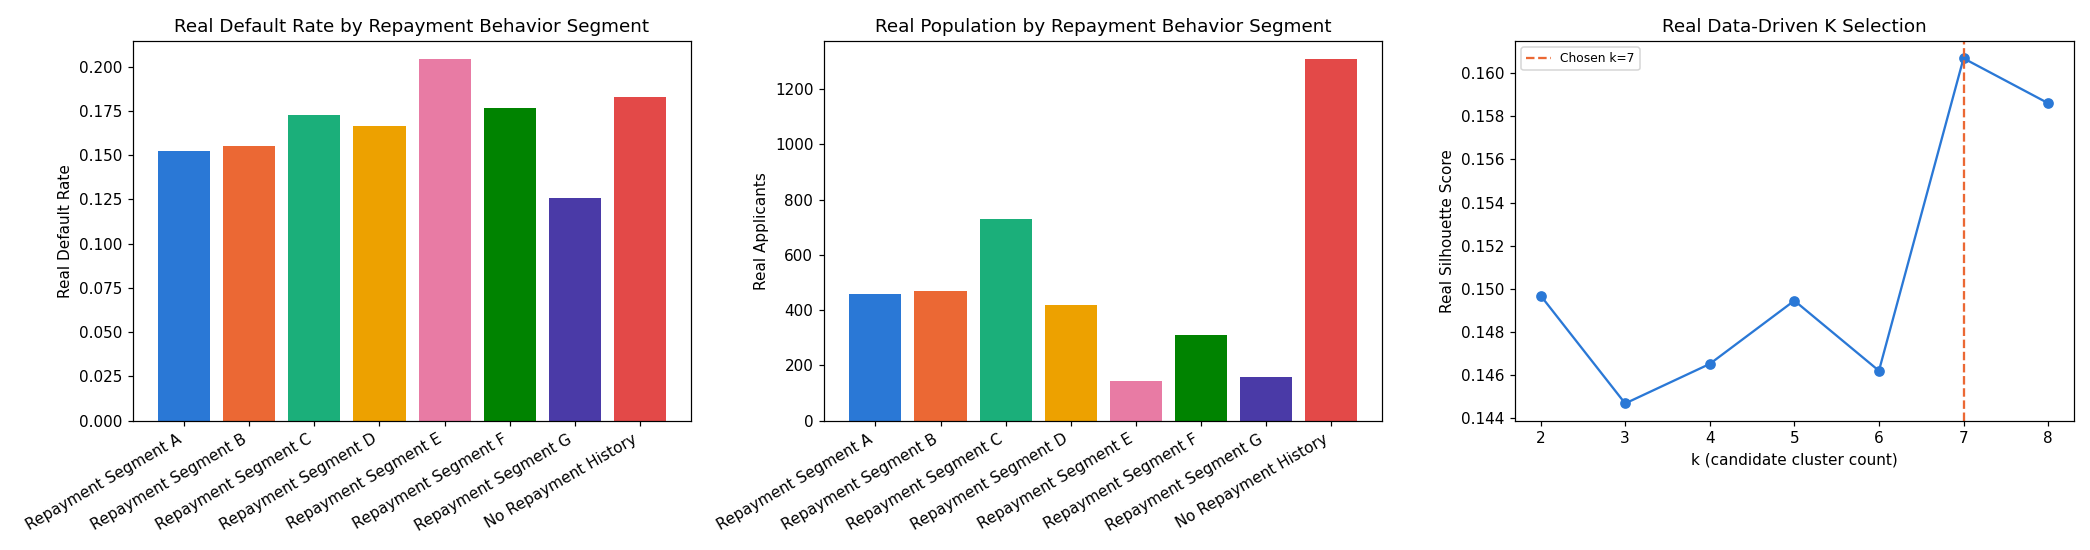 Real Default Rate by Repayment Behavior Segment
Real Default Rate
0.200
0.175
0.150
0.125
0.100
0.075
0.050
0.025
0.000
Repayment Segment A
Repayment Segment B
Repayment Segment C
Repayment Segment D
Repayment Segment E
Repayment Segment F
Repayment Segment G
No Repayment History
Real Population by Repayment Behavior Segment
Real Applicants
1200
1000
800
600
400
200
0
Repayment Segment A
Repayment Segment B
Repayment Segment C
Repayment Segment D
Repayment Segment E
Repayment Segment F
Repayment Segment G
No Repayment History
Real Data-Driven K Selection
Chosen k=7
Real Silhouette Score
0.160
0.158
0.156
0.154
0.152
0.150
0.148
0.146
0.144
2
3
4
5
6
7
8
k (candidate cluster count)